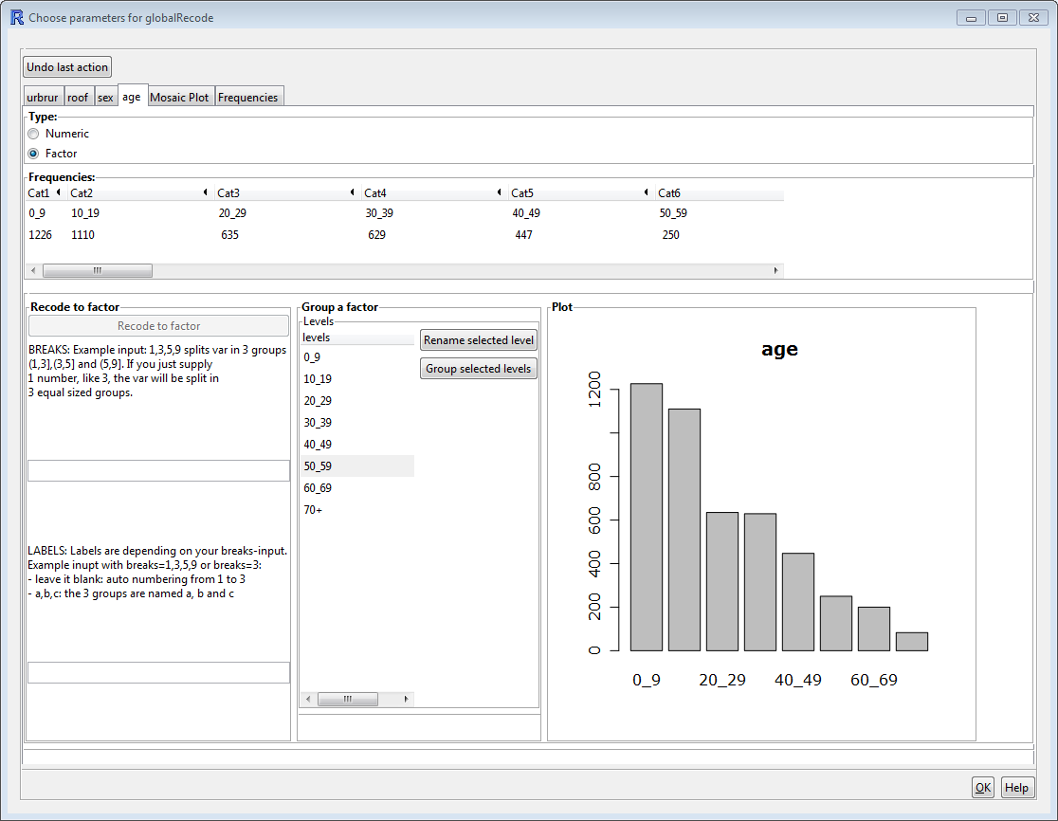 Choose parameters for globalRecode
Undo last action
urbrur roof sex age Mosaic Plot Frequencies
Type:
Numeric
Factor
Frequencies:
Cat1 Cat2 Cat3 Cat4 Cat5 Cat6
0_9 10_19 20_29 30_39 40_49 50_59
1226 1110 635 629 447 250
Recode to factor
Recode to factor
BREAKS: Example input: 1,3,5,9 splits var in 3 groups
(1,3],(3,5] and (5,9]. If you just supply
1 number, like 3, the var will be split in
3 equal sized groups.
LABELS: Labels are depending on your breaks-input.
Example inupt with breaks=1,3,5,9 or breaks=3:
- leave it blank: auto numbering from 1 to 3
- a,b,c: the 3 groups are named a, b and c
Group a factor
Levels
levels
0_9
10_19
20_29
30_39
40_49
50_59
60_69
70+
Rename selected level
Group selected levels
Plot
age
1200
800
600
400
200
0
0_9 20_29 40_49 60_69
OK Help